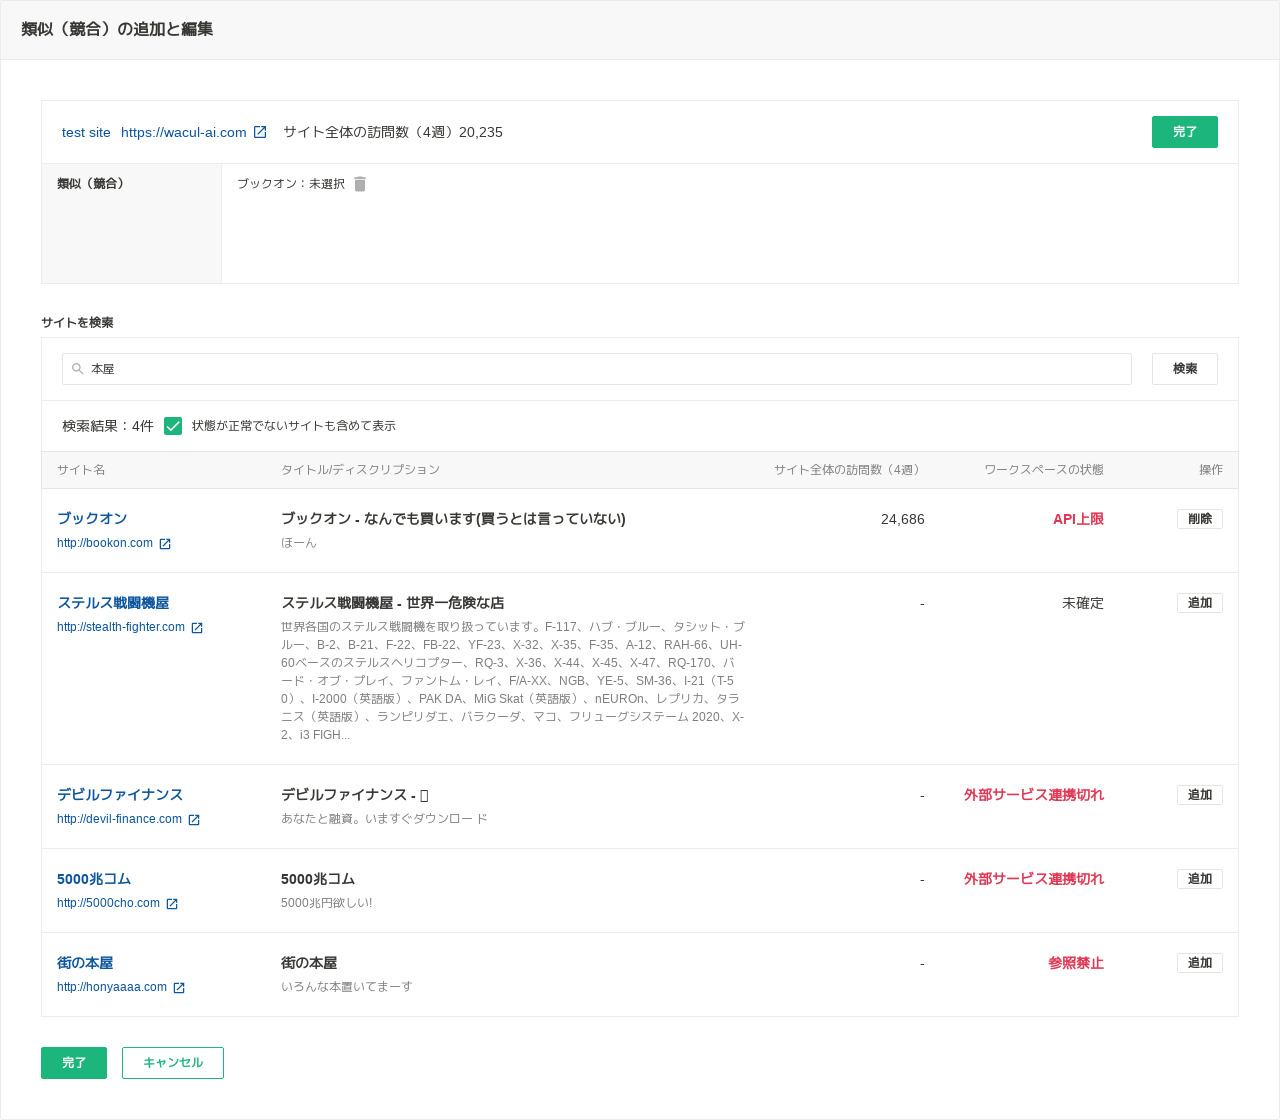 類似（競合）の追加と編集
test site https://wacul-ai.com サイト全体の訪問数（4週）20,235 完了
類似（競合） ブックオン：未選択
サイトを検索
本屋 検索
検索結果：4件 状態が正常でないサイトも含めて表示
サイト名 タイトル/ディスクリプション サイト全体の訪問数（4週） ワークスペースの状態 操作
ブックオン ブックオン - なんでも買います(買うとは言っていない) 24,686 API上限 削除
http://bookon.com ほーん
ステルス戦闘機屋 ステルス戦闘機屋 - 世界一危険な店 - 未確定 追加
http://stealth-fighter.com 世界各国のステルス戦闘機を取り扱っています。F-117、ハブ・ブルー、タシット・ブ
ルー、B-2、B-21、F-22、FB-22、YF-23、X-32、X-35、F-35、A-12、RAH-66、UH-
60ベースのステルスヘリコプター、RQ-3、X-36、X-44、X-45、X-47、RQ-170、バ
ード・オブ・プレイ、ファントム・レイ、F/A-XX、NGB、YE-5、SM-36、I-21（T-5
0）、I-2000（英語版）、PAK DA、MiG Skat（英語版）、nEUROn、レプリカ、タラ
ニス（英語版）、ランピリダエ、バラクーダ、マコ、フリューグシステーム 2020、X-
2、i3 FIGH...
デビルファイナンス デビルファイナンス - - 外部サービス連携切れ 追加
http://devil-finance.com あなたと融資。いますぐダウンロー ド
5000兆コム 5000兆コム - 外部サービス連携切れ 追加
http://5000cho.com 5000兆円欲しい!
街の本屋 街の本屋 - 参照禁止 追加
http://honyaaaa.com いろんな本置いてまーす
完了 キャンセル